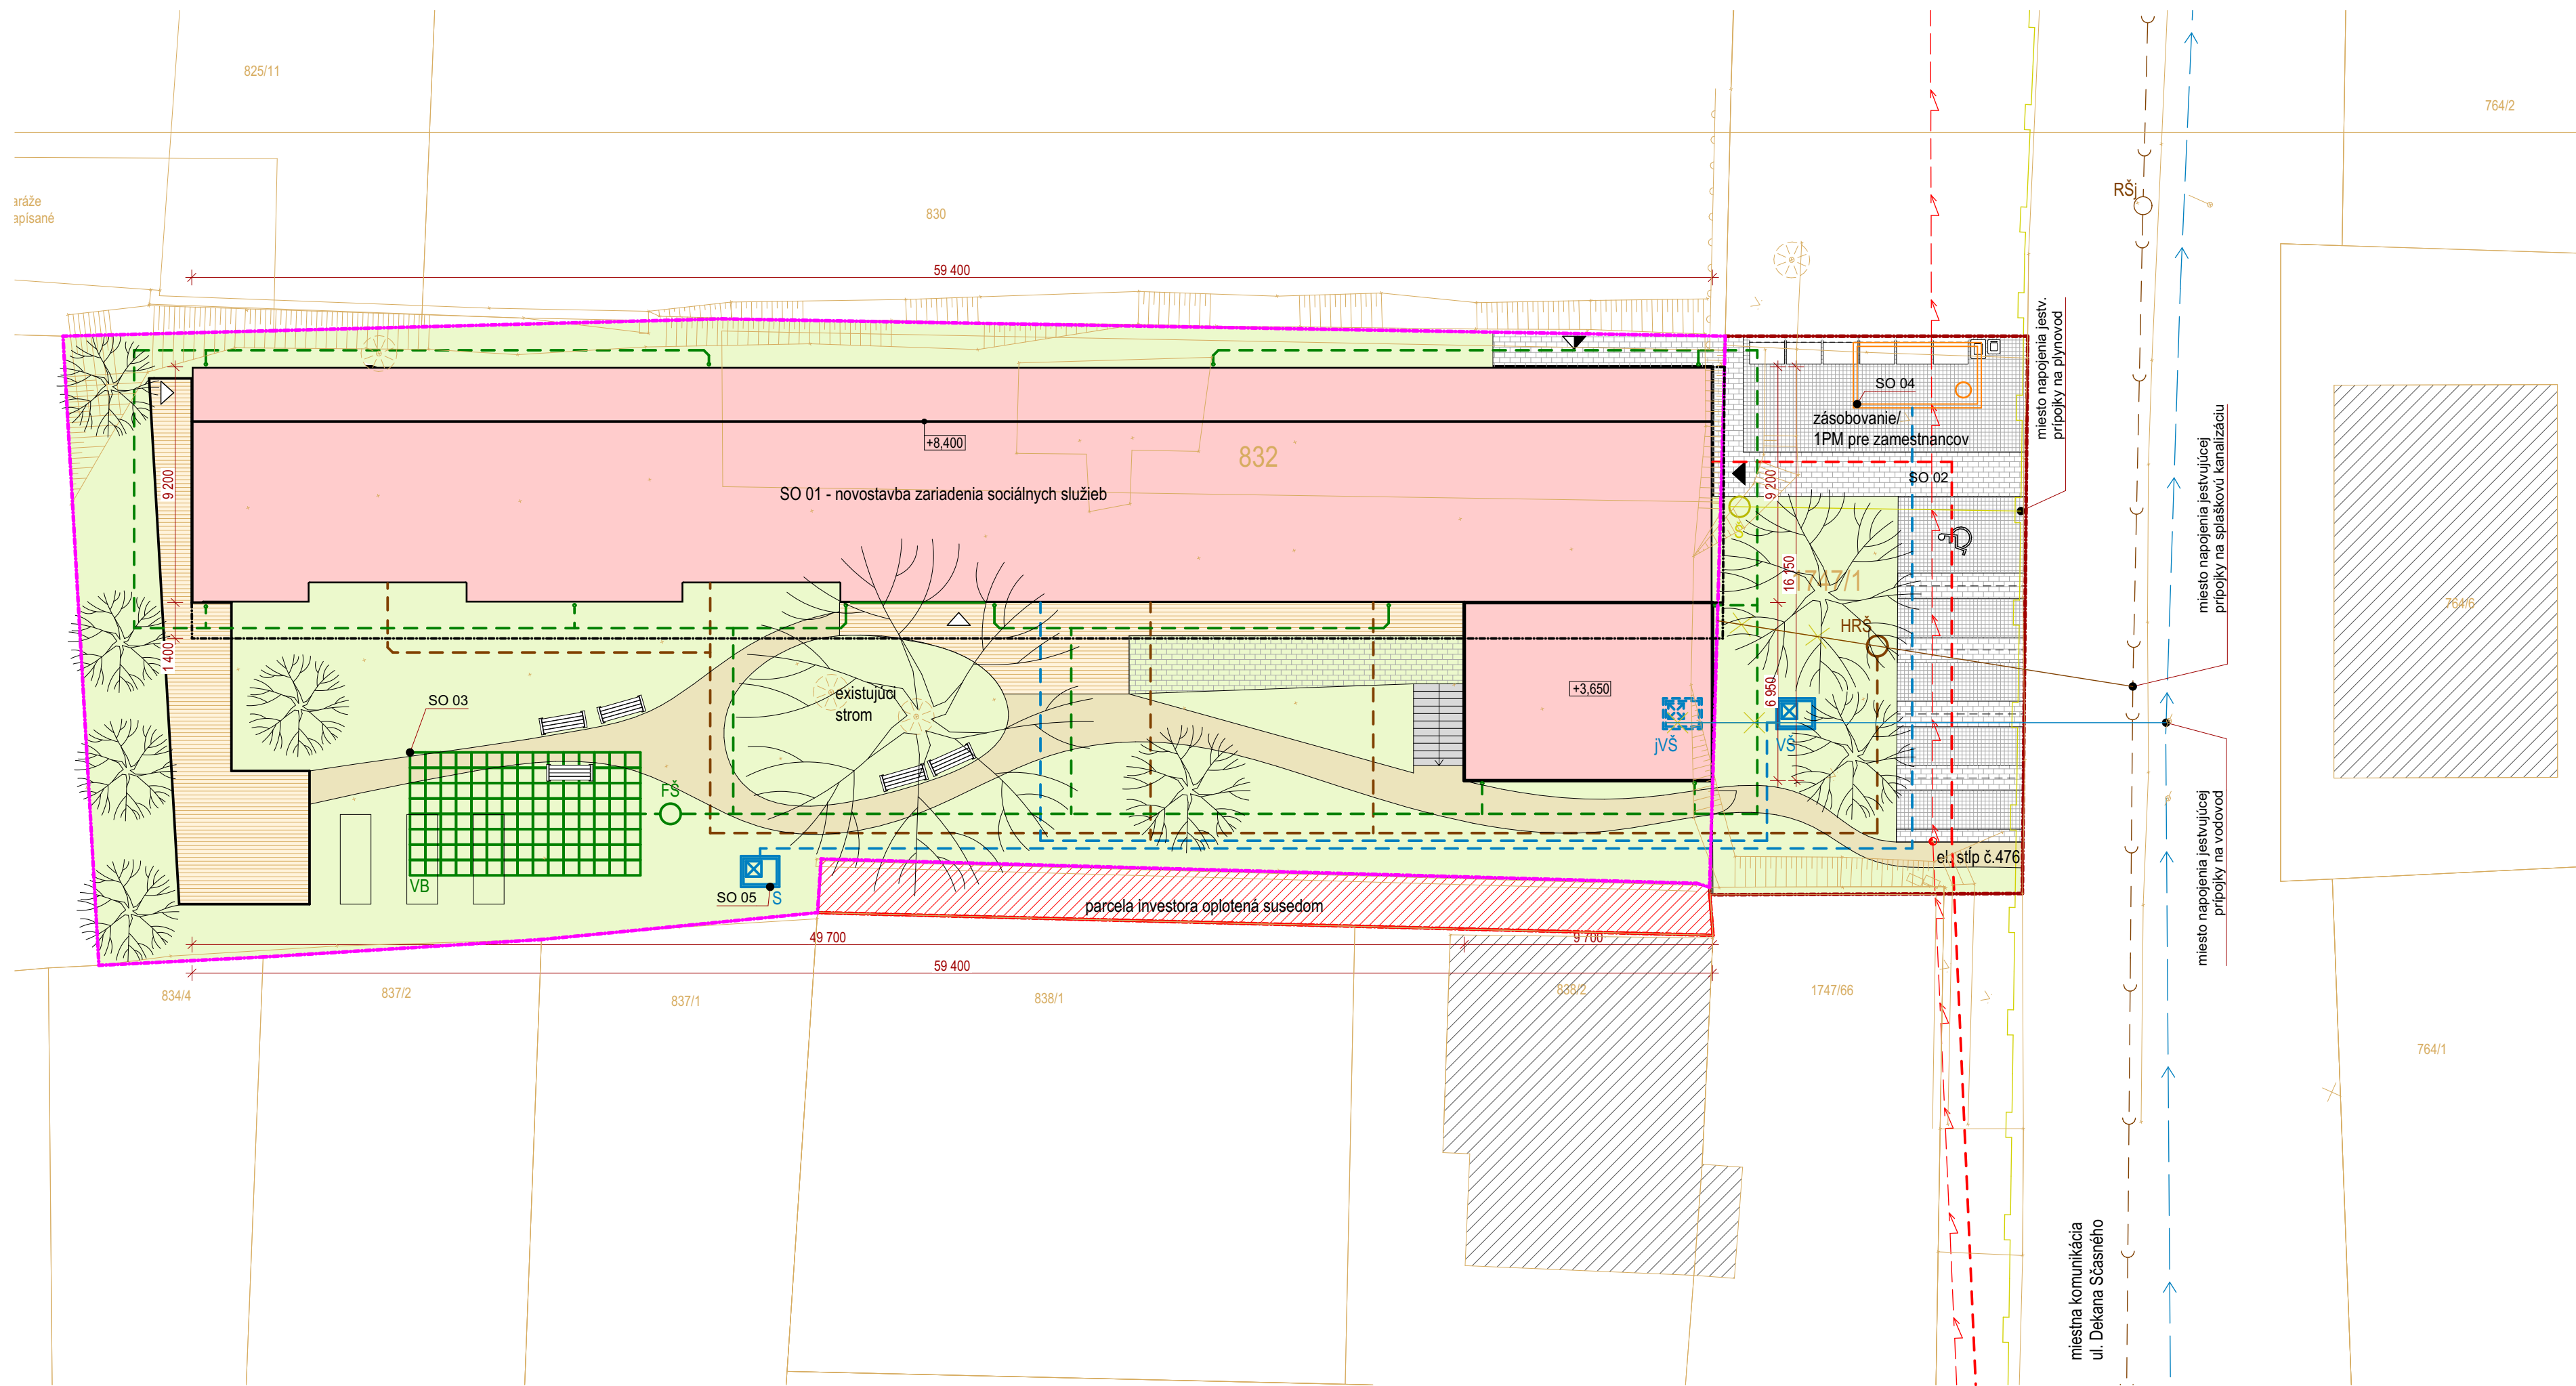 825/11
764/2
aráže
apísané
830
RŠj
59 400
miesto napojenia jestv.
prípojky na plynovod
SO 04
zásobovanie/
1PM pre zamestnancov
+8,400
832
9 200
SO 01 - novostavba zariadenia sociálnych služieb
SO 02
9 200
miesto napojenia jestvujúcej
prípojky na splaškovú kanalizáciu
Š
16 150
1747/1
764/6
HRŠ
1 400
existujúci
strom
+3,650
6 950
SO 03
jVŠ
VŠ
FŠ
miesto napojenia jestvujúcej
prípojky na vodovod
VB
SO 05
S
el. stĺp č.476
parcela investora oplotená susedom
49 700
9 700
59 400
834/4
837/2
837/1
838/1
838/2
1747/66
764/1
miestna komunikácia
ul. Dekana Sčasného